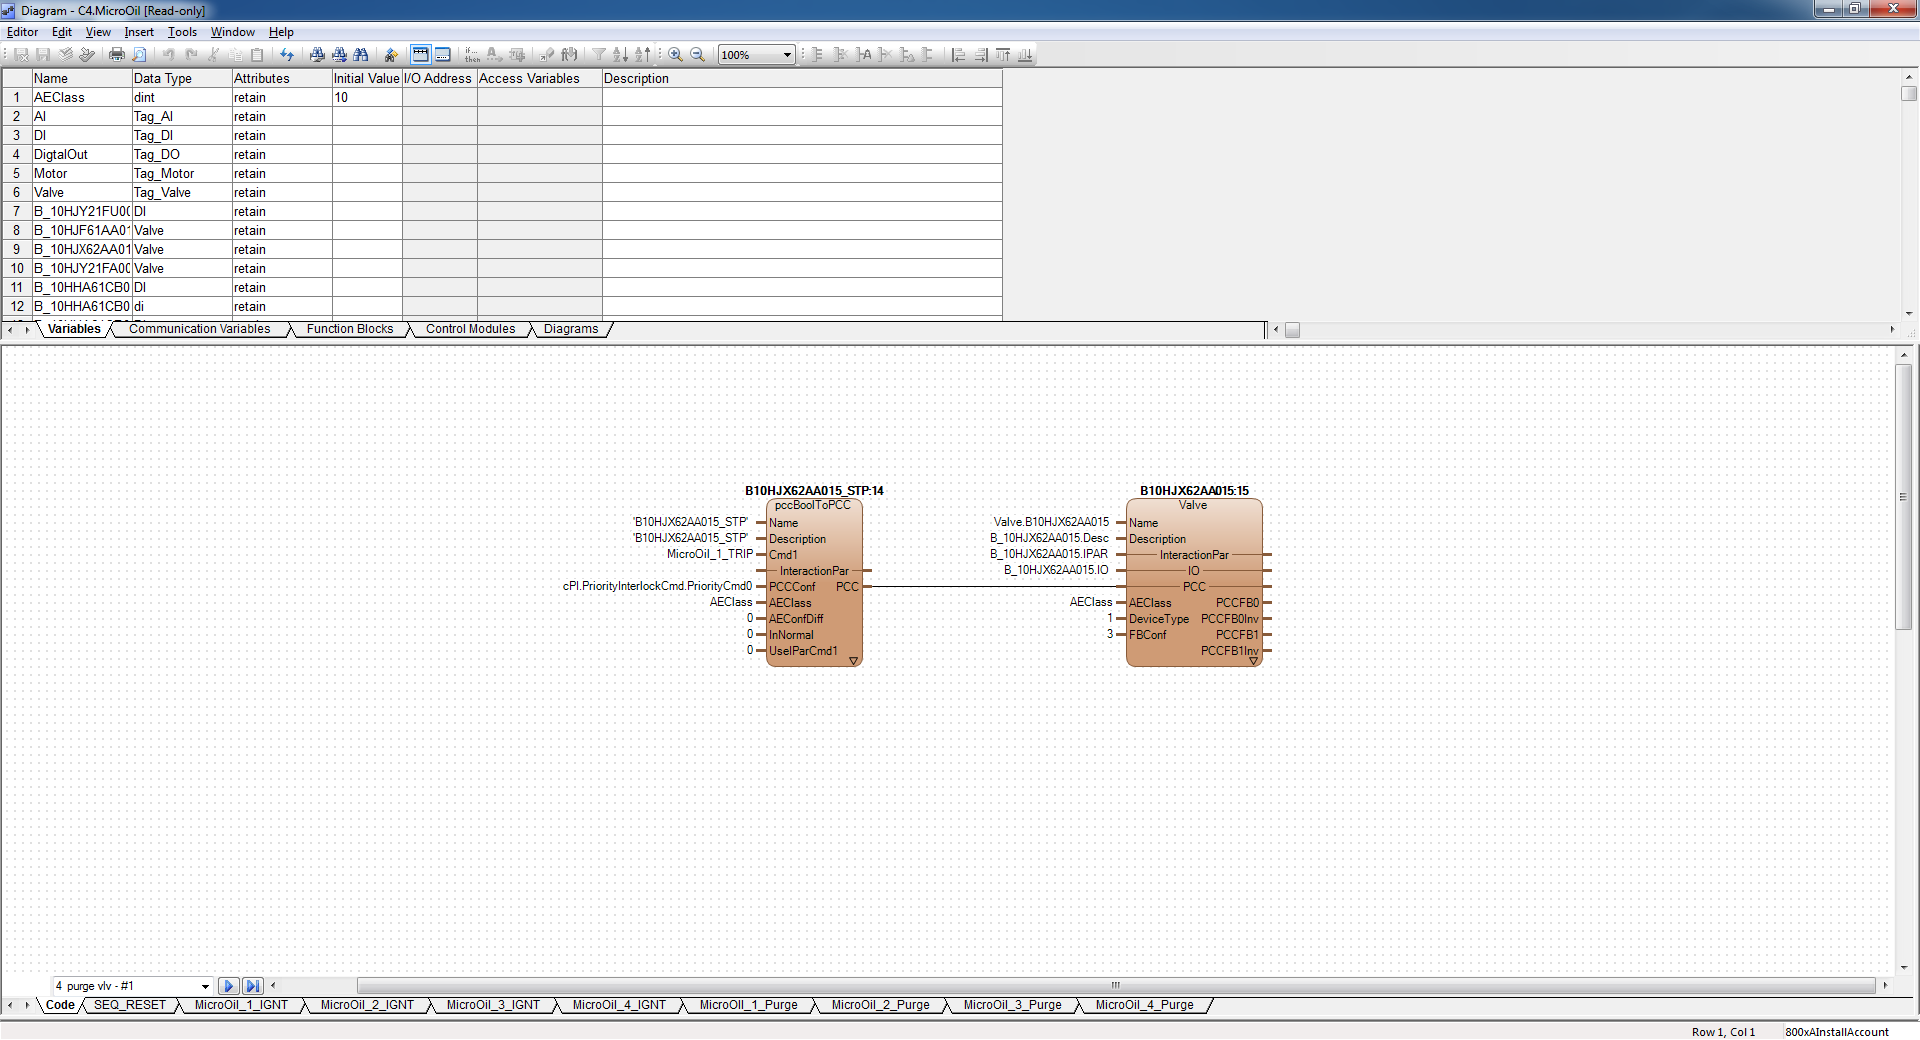 Diagram - C4.MicroOil [Read-only]
Editor Edit View Insert Tools Window Help
100%
Name Data Type Attributes Initial Value I/O Address Access Variables Description
1 AEClass dint retain 10
2 AI Tag_AI retain
3 DI Tag_DI retain
4 DigtalOut Tag_DO retain
5 Motor Tag_Motor retain
6 Valve Tag_Valve retain
7 B_10HJY21FU00 DI retain
8 B_10HJF61AA01 Valve retain
9 B_10HJX62AA01 Valve retain
10 B_10HJY21FA00 Valve retain
11 B_10HHA61CB0 DI retain
12 B_10HHA61CB0 di retain
Variables Communication Variables Function Blocks Control Modules Diagrams
B10HJX62AA015_STP:14
pccBoolToPCC
'B10HJX62AA015_STP' Name
'B10HJX62AA015_STP' Description
MicroOil_1_TRIP Cmd1
InteractionPar
cPI.PriorityInterlockCmd.PriorityCmd0 PCCConf PCC
AEClass AEClass
0 AEConfDiff
0 InNormal
0 UseIParCmd1
B10HJX62AA015:15
Valve
Valve.B10HJX62AA015 Name
B_10HJX62AA015.Desc Description
B_10HJX62AA015.IPAR InteractionPar
B_10HJX62AA015.IO IO
PCC
AEClass AEClass PCCFB0
1 DeviceType PCCFB0Inv
3 FBConf PCCFB1
PCCFB1Inv
4 purge vlv - #1
Code SEQ_RESET MicroOil_1_IGNT MicroOil_2_IGNT MicroOil_3_IGNT MicroOil_4_IGNT MicroOIl_1_Purge MicroOil_2_Purge MicroOil_3_Purge MicroOil_4_Purge
Row 1, Col 1 800xAInstallAccount